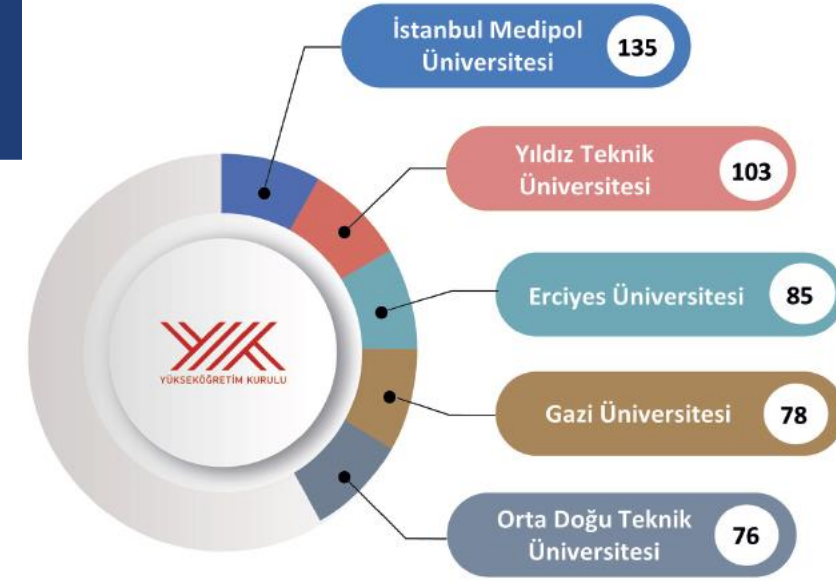 İstanbul Medipol
Üniversitesi
135
Yıldız Teknik
Üniversitesi
103
Erciyes Üniversitesi
85
YÜKSEKÖĞRETİM KURULU
Gazi Üniversitesi
78
Orta Doğu Teknik
Üniversitesi
76